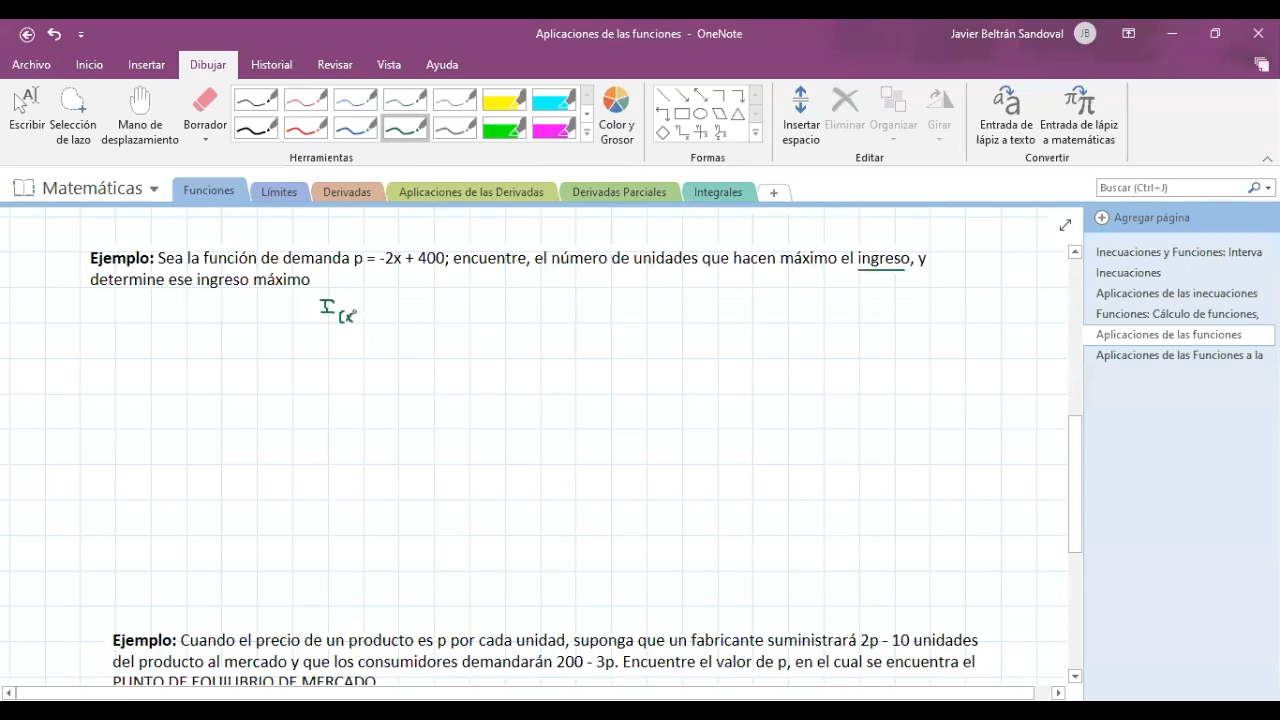 Aplicaciones de las funciones - OneNote
Javier Beltrán Sandoval
JB
Archivo Inicio Insertar Dibujar Historial Revisar Vista Ayuda
Escribir
Selección de lazo
Mano de desplazamiento
Borrador
Color y Grosor
Insertar espacio
Eliminar
Organizar
Girar
Entrada de lápiz a texto
Entrada de lápiz a matemáticas
Herramientas
Formas
Editar
Convertir
Matemáticas
Funciones Límites Derivadas Aplicaciones de las Derivadas Derivadas Parciales Integrales
Buscar (Ctrl+J)
Agregar página
Inecuaciones y Funciones: Interva
Inecuaciones
Aplicaciones de las inecuaciones
Funciones: Cálculo de funciones,
Aplicaciones de las funciones
Aplicaciones de las Funciones a la
Ejemplo: Sea la función de demanda p = -2x + 400; encuentre, el número de unidades que hacen máximo el ingreso, y
determine ese ingreso máximo
I(x
Ejemplo: Cuando el precio de un producto es p por cada unidad, suponga que un fabricante suministrará 2p - 10 unidades
del producto al mercado y que los consumidores demandarán 200 - 3p. Encuentre el valor de p, en el cual se encuentra el
PUNTO DE EQUILIBRIO DE MERCADO